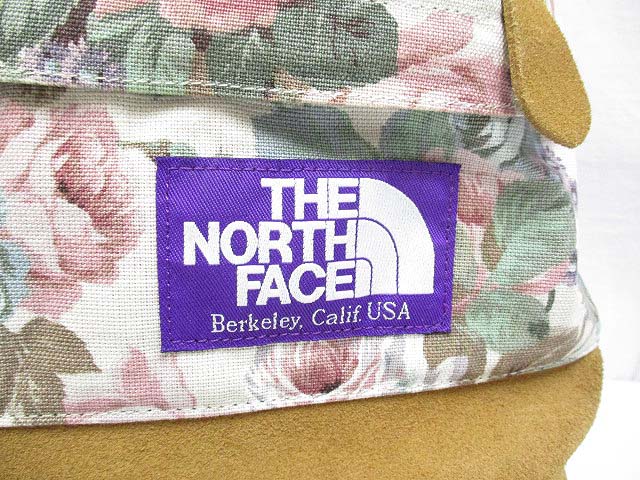 THE
NORTH
FACE
Berkeley, Calif. USA